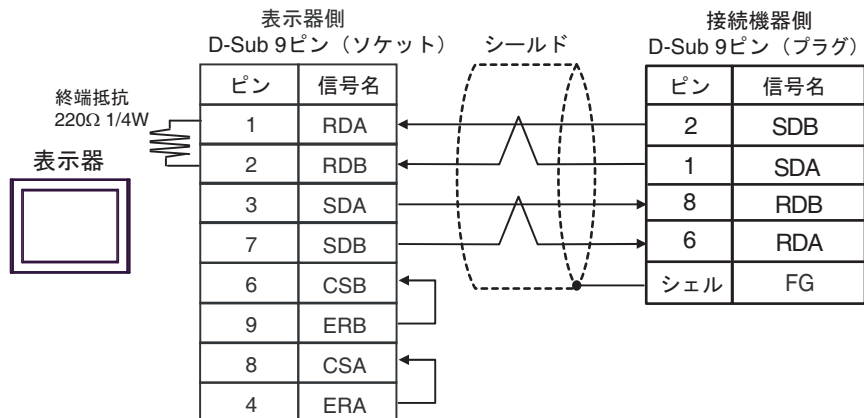 表示器側
D-Sub 9ピン（ソケット）
シールド
接続機器側
D-Sub 9ピン（プラグ）
終端抵抗
220Ω 1/4W
表示器
ピン 信号名
1 RDA
2 RDB
3 SDA
7 SDB
6 CSB
9 ERB
8 CSA
4 ERA
ピン 信号名
2 SDB
1 SDA
8 RDB
6 RDA
シェル FG